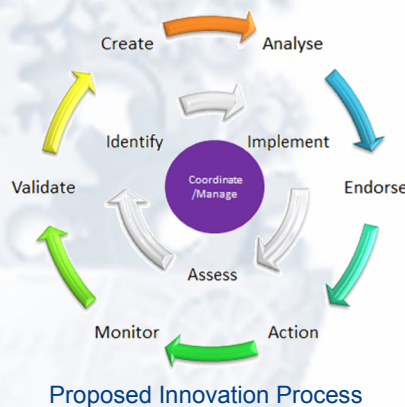 Create
Analyse
Identify
Implement
Coordinate
/Manage
Validate
Endorse
Assess
Monitor
Action
Proposed Innovation Process